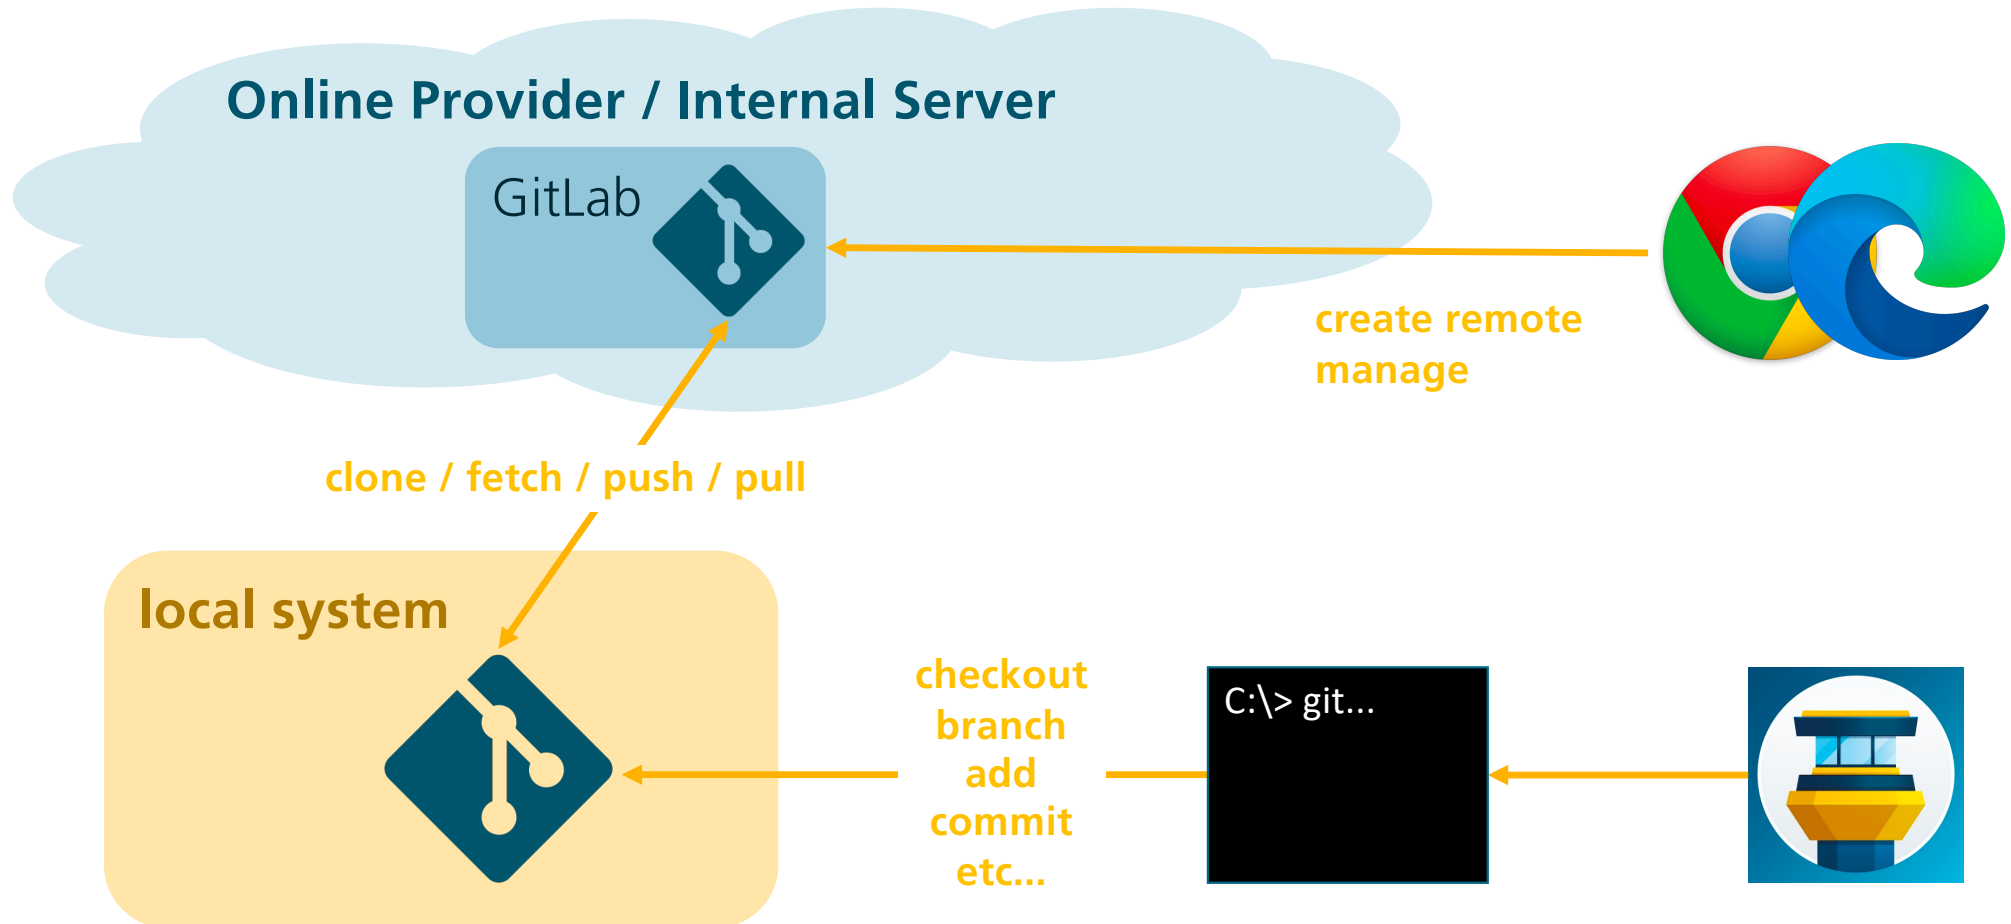 Online Provider / Internal Server
GitLab
create remote
manage
clone / fetch / push / pull
local system
checkout
branch
add
commit
etc...
C:\> git...